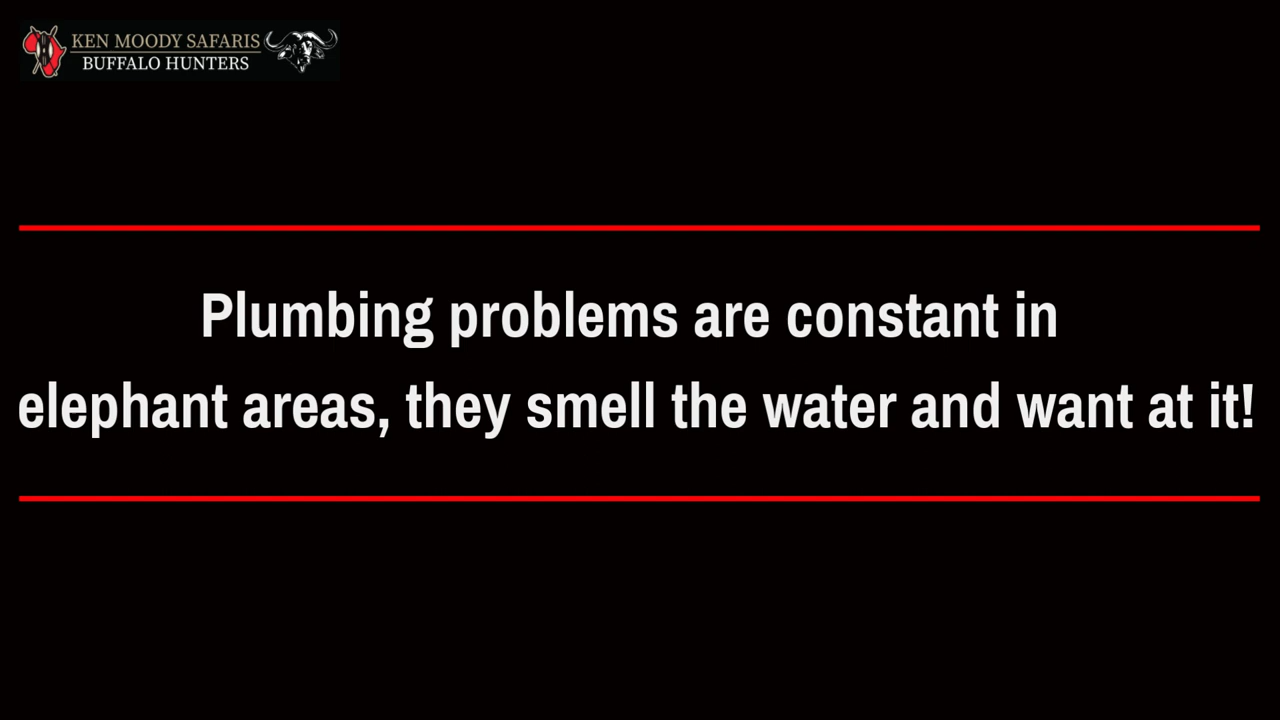 KEN MOODY SAFARIS
BUFFALO HUNTERS
Plumbing problems are constant in
elephant areas, they smell the water and want at it!